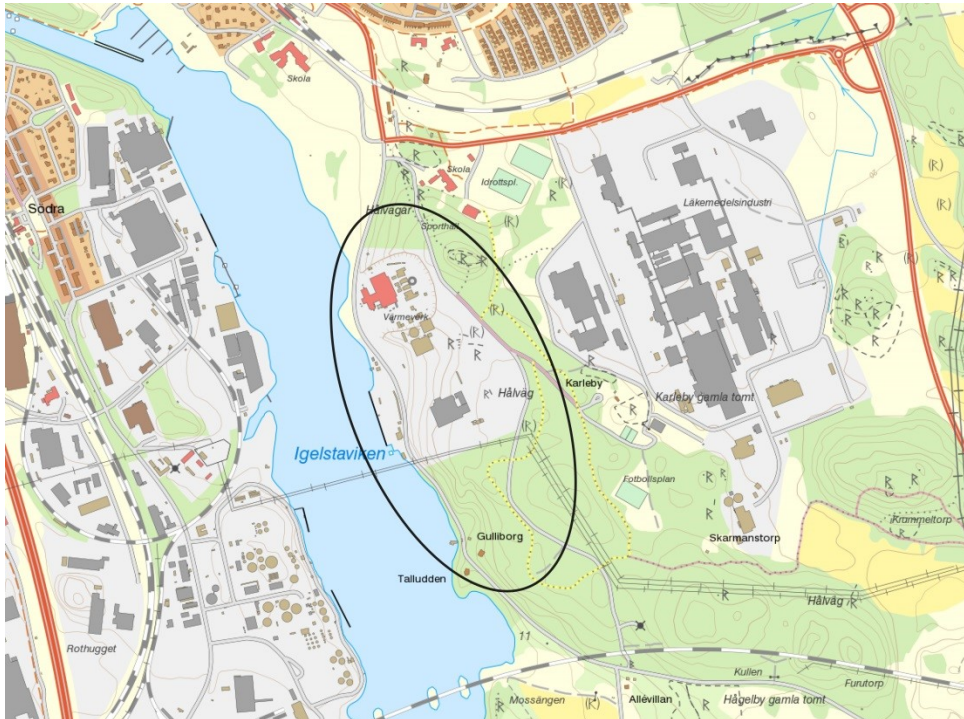 Skola
Södra
Skola
Idrottspl.
Läkemedelsindustri
R
(R)
Hålvägar
Sporthall
Värmeverk
Hålväg
Karleby
Karleby gamla tomt
Igelstaviken
Fotbollsplan
Gulliborg
Skarmanstorp
Krummeltorp
Talludden
Hålväg
11
Rothugget
Kullen
Furutorp
Mossängen
Allévillan
Hågelby gamla tomt